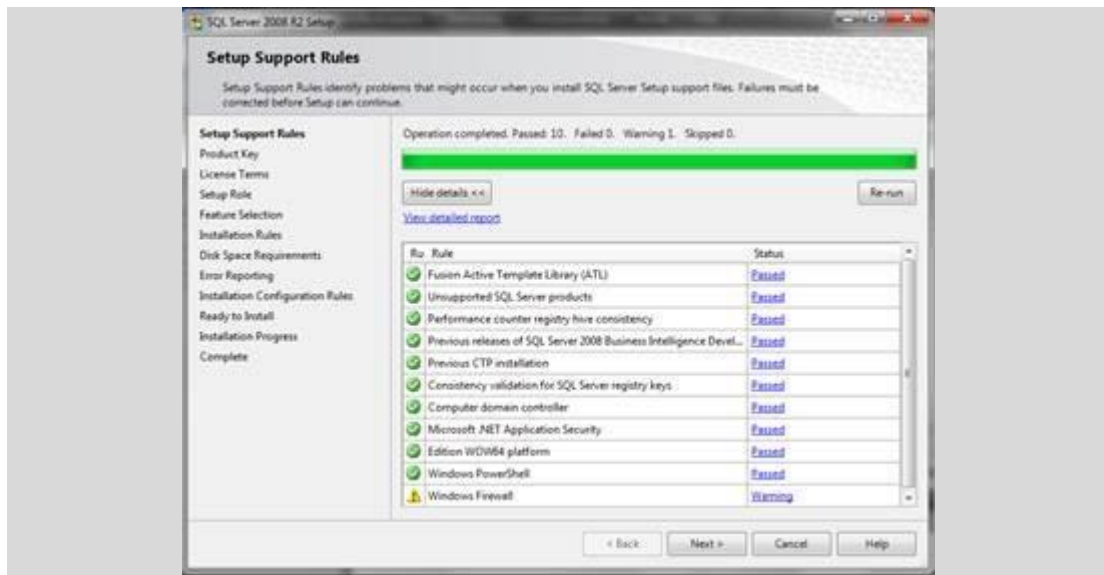 SQL Server 2008 R2 Setup
Setup Support Rules
Setup Support Rules identify problems that might occur when you install SQL Server Setup support files. Failures must be
corrected before Setup can continue.
Setup Support Rules
Product Key
License Terms
Setup Role
Feature Selection
Installation Rules
Disk Space Requirements
Error Reporting
Installation Configuration Rules
Ready to Install
Installation Progress
Complete
Operation completed. Passed: 10. Failed 0. Warning 1. Skipped 0.
Hide details <<
Re-run
View detailed report
Ru Rule Status
Fusion Active Template Library (ATL) Passed
Unsupported SQL Server products Passed
Performance counter registry hive consistency Passed
Previous releases of SQL Server 2008 Business Intelligence Devel... Passed
Previous CTP installation Passed
Consistency validation for SQL Server registry keys Passed
Computer domain controller Passed
Microsoft .NET Application Security Passed
Edition WOW64 platform Passed
Windows PowerShell Passed
Windows Firewall Warning
< Back Next > Cancel Help